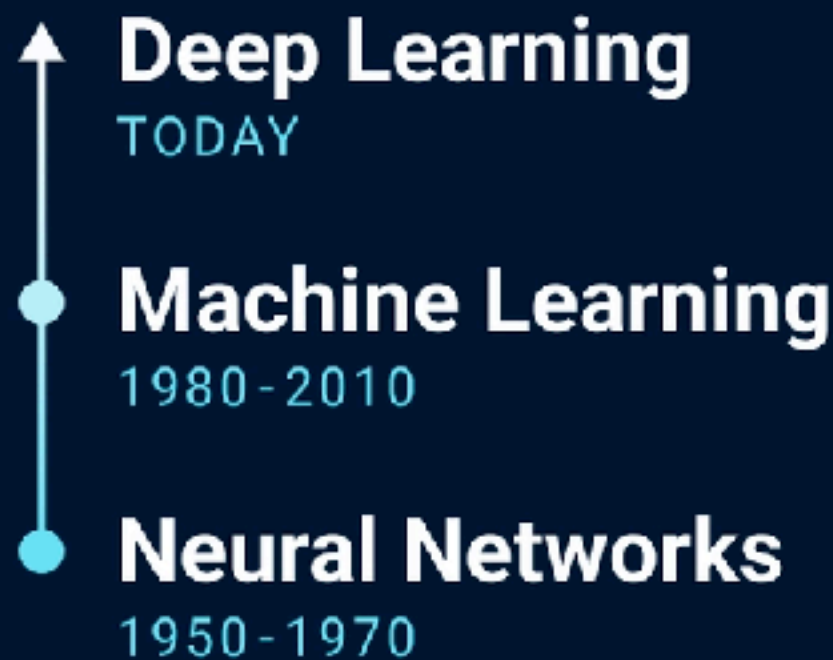 Deep Learning
TODAY
Machine Learning
1980-2010
Neural Networks
1950-1970